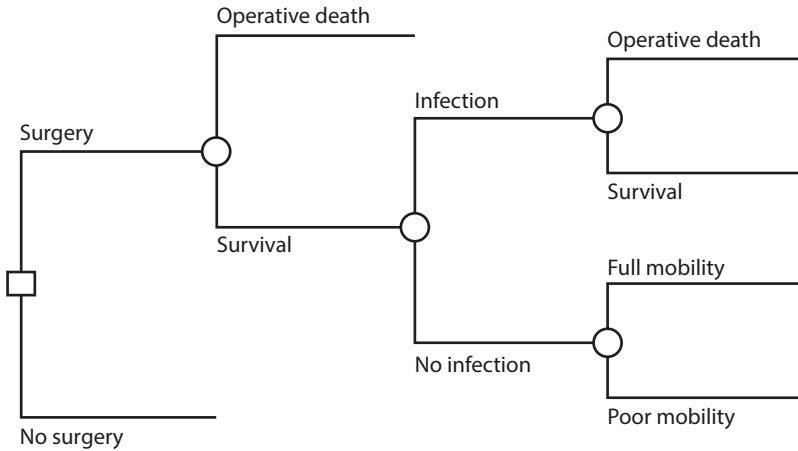 Operative death
Operative death
Infection
Surgery
Survival
Survival
Full mobility
No infection
Poor mobility
No surgery